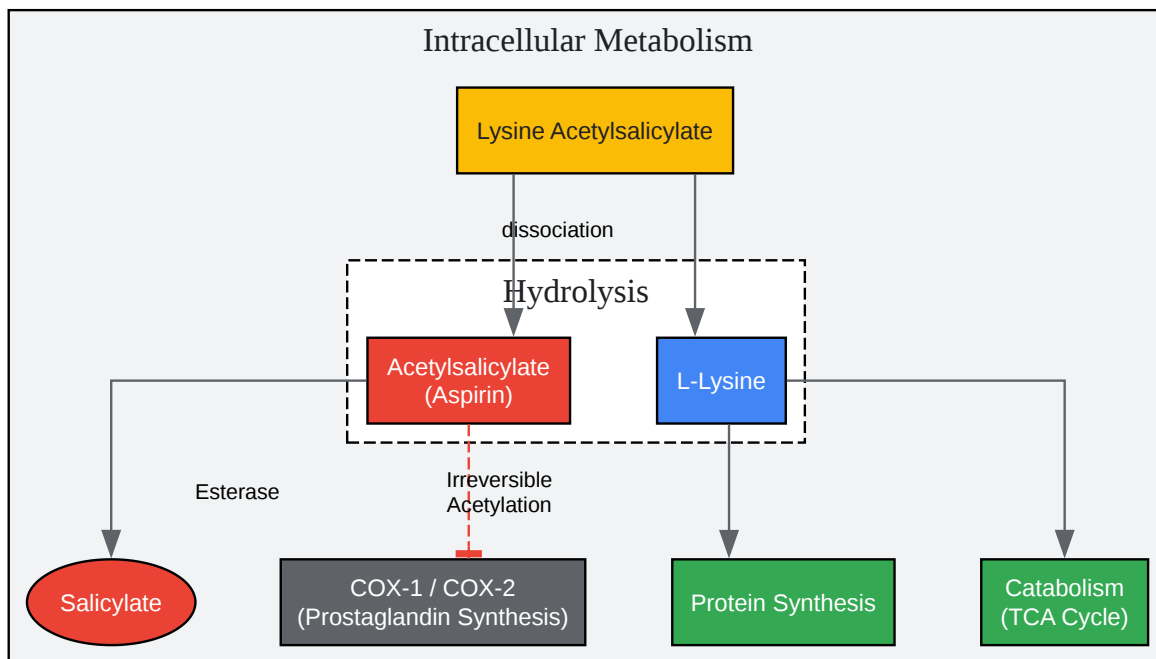 Intracellular Metabolism
Lysine Acetylsalicylate
dissociation
Hydrolysis
Acetylsalicylate
(Aspirin)
L-Lysine
Esterase
Irreversible
Acetylation
Salicylate
COX-1 / COX-2
(Prostaglandin Synthesis)
Protein Synthesis
Catabolism
(TCA Cycle)